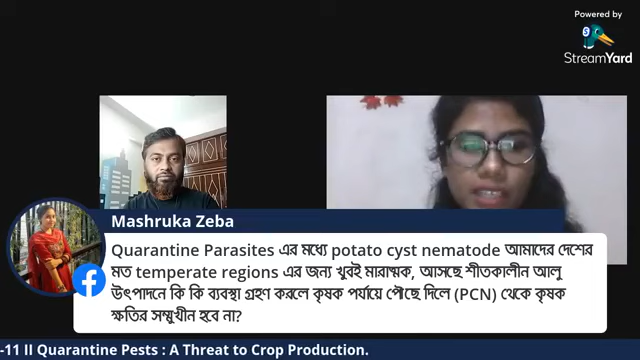 Powered by
StreamYard
Mashruka Zeba
Quarantine Parasites এর মধ্যে potato cyst nematode আমাদের দেশের
মত temperate regions এর জন্য খুবই মারাত্মক, আসছে শীতকালীন আলু
উৎপাদনে কি কি ব্যবস্থা গ্রহণ করলে কৃষক পর্যায়ে পৌছে দিলে (PCN) থেকে কৃষক
ক্ষতির সম্মুখীন হবে না?
-11 II Quarantine Pests : A Threat to Crop Production.